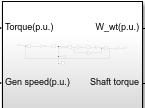 Torque(p.u.) W_wt(p.u.)
Gen speed(p.u.) Shaft torque